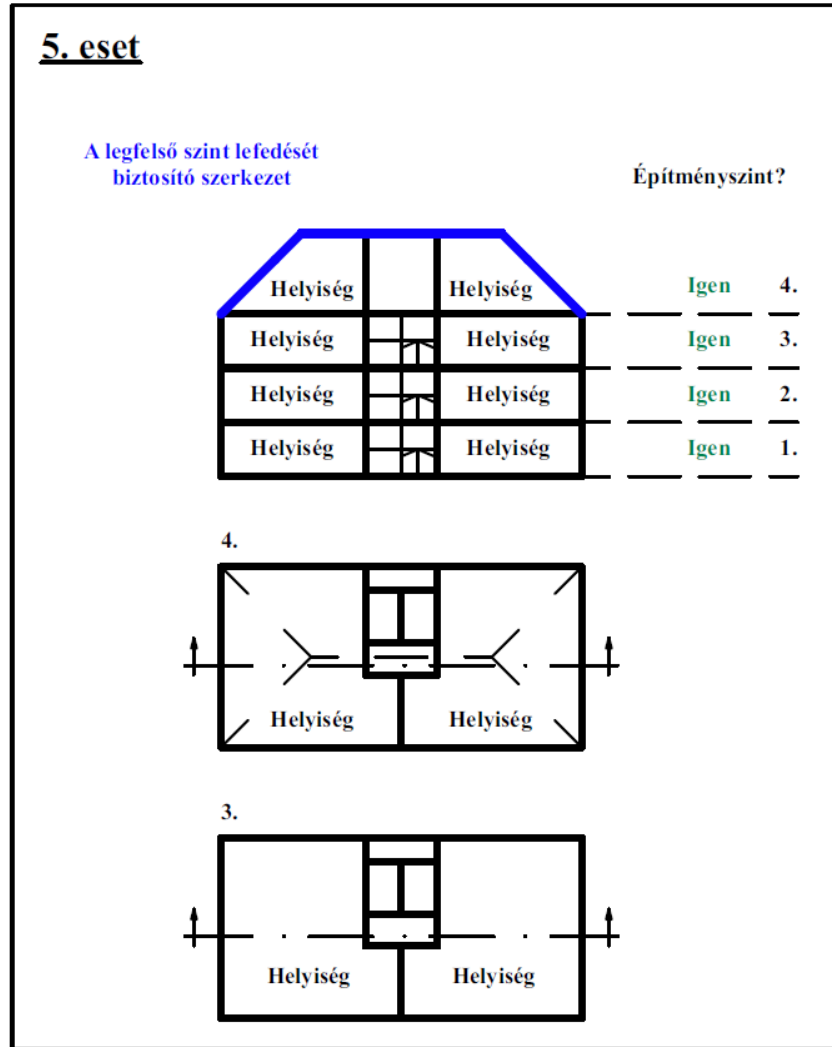 5. eset
A legfelső szint lefedését
biztosító szerkezet
Építményszint?
Helyiség Helyiség Igen 4.
Helyiség Helyiség Igen 3.
Helyiség Helyiség Igen 2.
Helyiség Helyiség Igen 1.
4.
Helyiség Helyiség
3.
Helyiség Helyiség